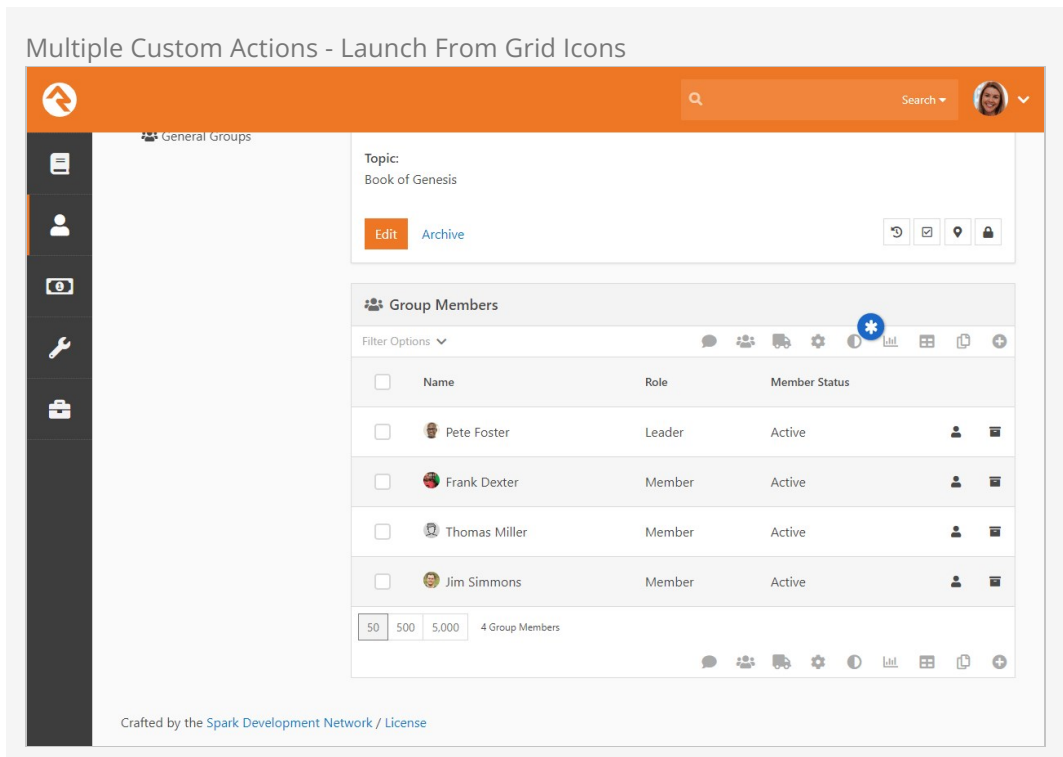 Multiple Custom Actions - Launch From Grid Icons
Search
General Groups
Topic:
Book of Genesis
Edit Archive
Group Members
Filter Options
Name Role Member Status
Pete Foster Leader Active
Frank Dexter Member Active
Thomas Miller Member Active
Jim Simmons Member Active
50 500 5,000 4 Group Members
Crafted by the Spark Development Network / License